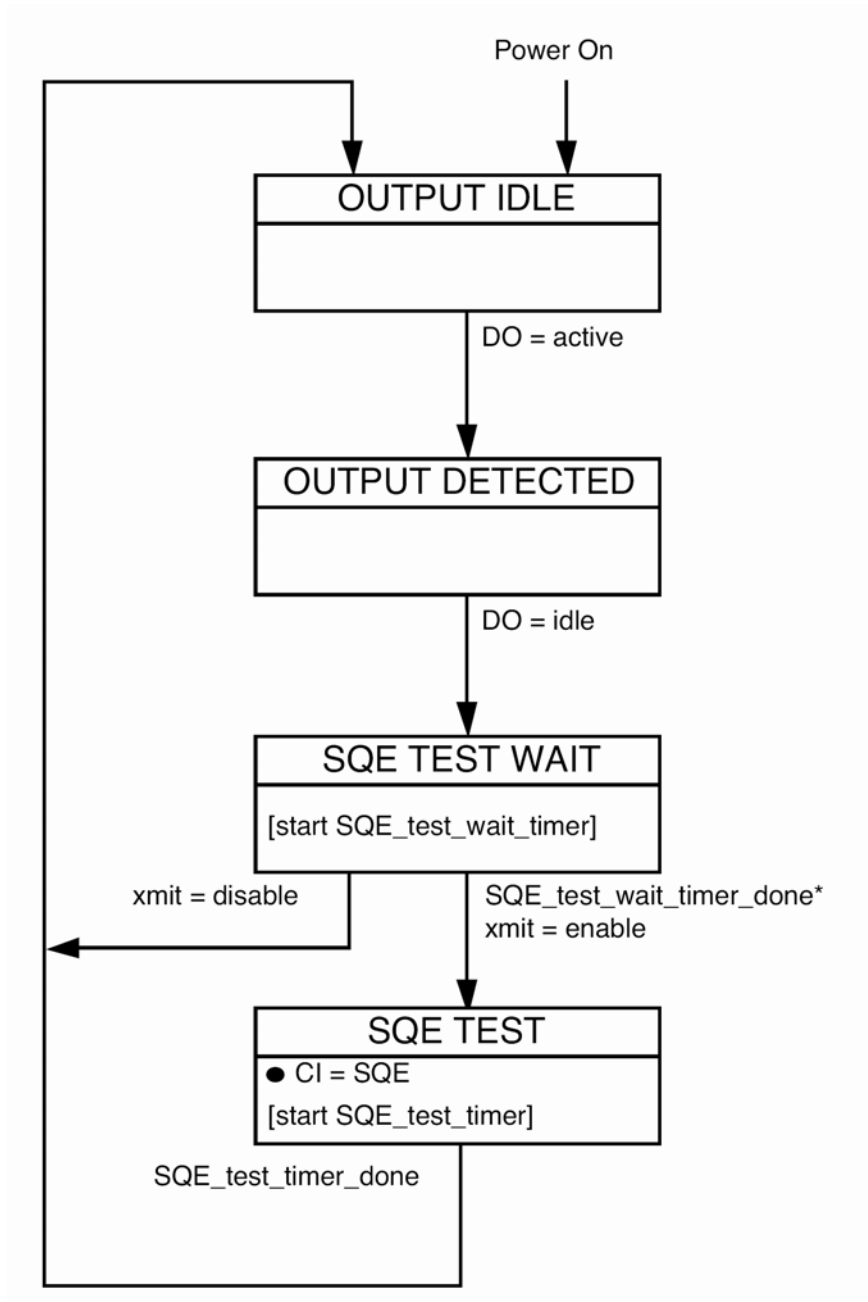 Power On
OUTPUT IDLE
DO = active
OUTPUT DETECTED
DO = idle
SQE TEST WAIT
[start SQE_test_wait_timer]
xmit = disable
SQE_test_wait_timer_done*
xmit = enable
SQE TEST
● CI = SQE
[start SQE_test_timer]
SQE_test_timer_done